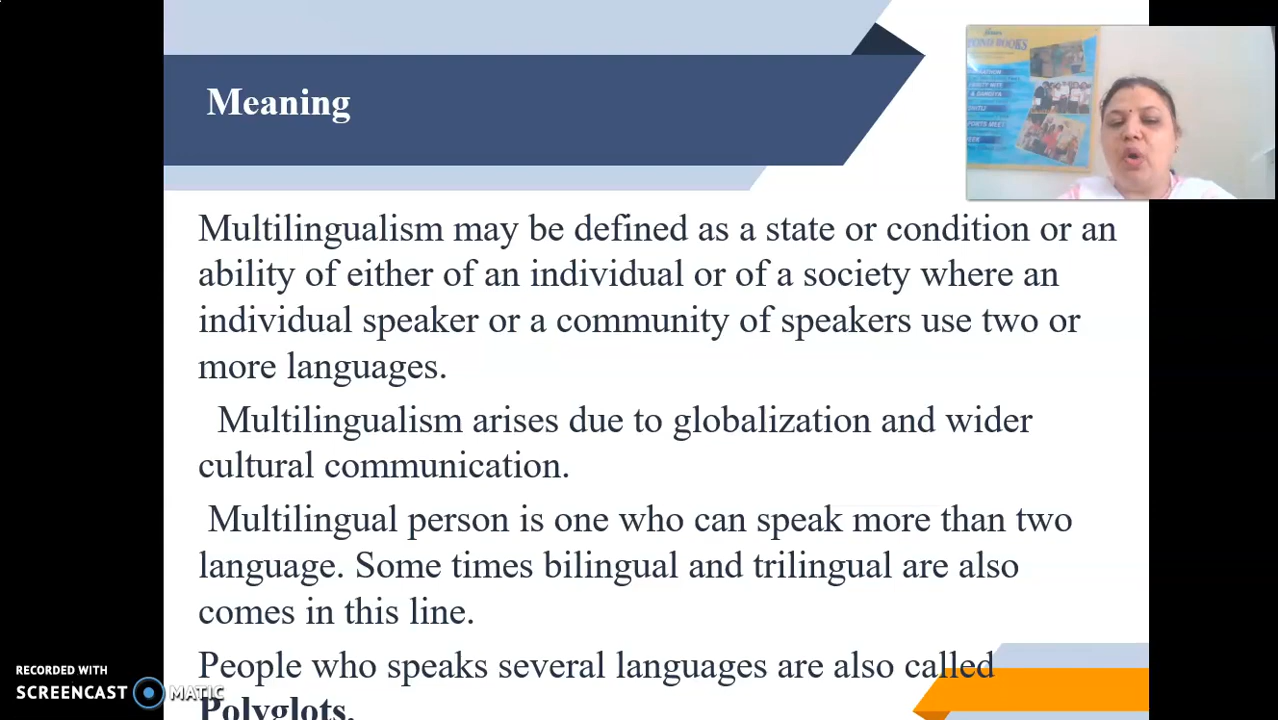 Meaning
Multilingualism may be defined as a state or condition or an
ability of either of an individual or of a society where an
individual speaker or a community of speakers use two or
more languages.
Multilingualism arises due to globalization and wider
cultural communication.
Multilingual person is one who can speak more than two
language. Some times bilingual and trilingual are also
comes in this line.
People who speaks several languages are also called
Polyglots.
RECORDED WITH
SCREENCAST MATIC